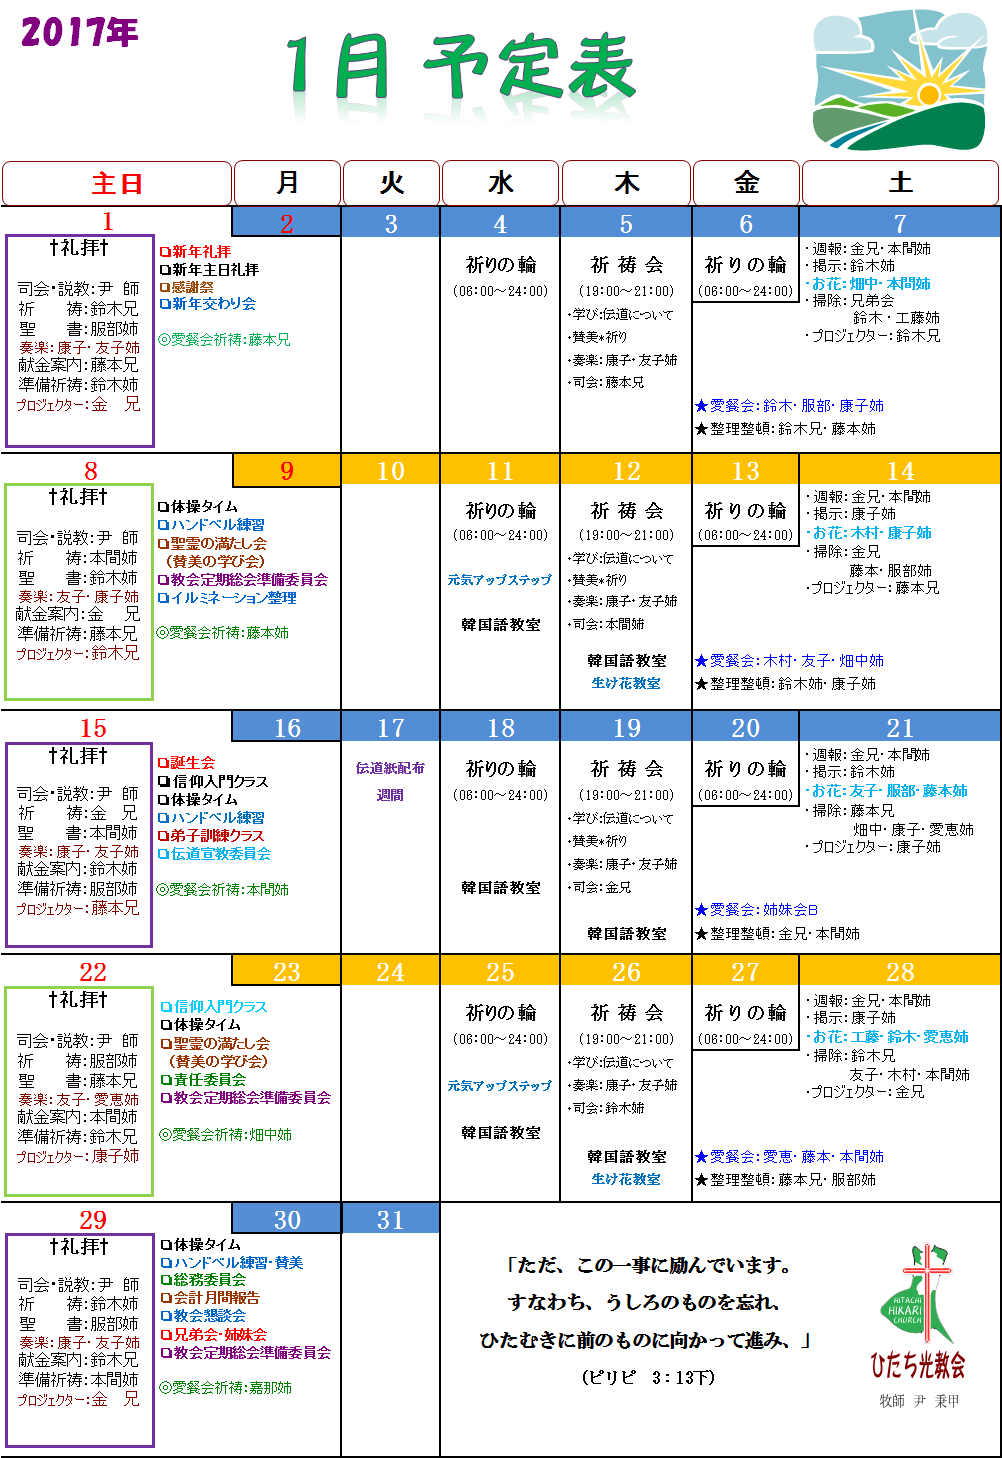 2017年
1月 予定表
主日 月 火 水 木 金 土
1 2 3 4 5 6 7
†礼拝†
司会・説教:尹 師
祈 祷:鈴木兄
聖 書:服部姉
奏楽:康子・友子姉
献金案内:藤本兄
準備祈祷:鈴木姉
プロジェクター:金 兄
❏新年礼拝
❏新年主日礼拝
❏感謝祭
❏新年交わり会
◎愛餐会祈祷:藤本兄
祈りの輪
(06:00～24:00)
祈 祷 会
(19:00～21:00)
・学び:伝道について
・賛美*祈り
・奏楽:康子・友子姉
・司会:藤本兄
祈りの輪
(06:00～24:00)
・週報:金兄・本間姉
・掲示:鈴木姉
・お花:畑中・本間姉
・掃除:兄弟会
鈴木・工藤姉
・プロジェクター:鈴木兄
★愛餐会:鈴木・服部・康子姉
★整理整頓:鈴木兄・藤本姉
8 9 10 11 12 13 14
†礼拝†
司会・説教:尹 師
祈 祷:本間姉
聖 書:鈴木姉
奏楽:友子・康子姉
献金案内:金 兄
準備祈祷:藤本兄
プロジェクター:鈴木兄
❏体操タイム
❏ハンドベル練習
❏聖霊の満たし会
(賛美の学び会)
❏教会定期総会準備委員会
❏イルミネーション整理
◎愛餐会祈祷:藤本姉
祈りの輪
(06:00～24:00)
元気アップステップ
韓国語教室
祈 祷 会
(19:00～21:00)
・学び:伝道について
・賛美*祈り
・奏楽:康子・友子姉
・司会:本間姉
韓国語教室
生け花教室
祈りの輪
(06:00～24:00)
・週報:金兄・本間姉
・掲示:康子姉
・お花:木村・康子姉
・掃除:金兄
藤本・服部姉
・プロジェクター:藤本兄
★愛餐会:木村・友子・畑中姉
★整理整頓:鈴木姉・康子姉
15 16 17 18 19 20 21
†礼拝†
司会・説教:尹 師
祈 祷:金 兄
聖 書:本間姉
奏楽:康子・友子姉
献金案内:鈴木姉
準備祈祷:服部姉
プロジェクター:藤本兄
❏誕生会
❏信仰入門クラス
❏体操タイム
❏ハンドベル練習
❏弟子訓練クラス
❏伝道宣教委員会
◎愛餐会祈祷:本間姉
伝道紙配布
週間
祈りの輪
(06:00～24:00)
韓国語教室
祈 祷 会
(19:00～21:00)
・学び:伝道について
・賛美*祈り
・奏楽:康子・友子姉
・司会:金兄
韓国語教室
祈りの輪
(06:00～24:00)
・週報:金兄・本間姉
・掲示:鈴木姉
・お花:友子・服部・藤本姉
・掃除:藤本兄
畑中・康子・愛恵姉
・プロジェクター:康子姉
★愛餐会:姉妹会B
★整理整頓:金兄・本間姉
22 23 24 25 26 27 28
†礼拝†
司会・説教:尹 師
祈 祷:服部姉
聖 書:藤本兄
奏楽:友子・愛恵姉
献金案内:本間姉
準備祈祷:鈴木兄
プロジェクター:康子姉
❏信仰入門クラス
❏体操タイム
❏聖霊の満たし会
(賛美の学び会)
❏責任委員会
❏教会定期総会準備委員会
◎愛餐会祈祷:畑中姉
祈りの輪
(06:00～24:00)
元気アップステップ
韓国語教室
祈 祷 会
(19:00～21:00)
・学び:伝道について
・奏楽:康子・友子姉
・司会:鈴木姉
韓国語教室
生け花教室
祈りの輪
(06:00～24:00)
・週報:金兄・本間姉
・掲示:康子姉
・お花:工藤・鈴木・愛恵姉
・掃除:鈴木兄
友子・木村・本間姉
・プロジェクター:金兄
★愛餐会:愛恵・藤本・本間姉
★整理整頓:藤本兄・服部姉
29 30 31
†礼拝†
司会・説教:尹 師
祈 祷:鈴木姉
聖 書:服部姉
奏楽:康子・友子姉
献金案内:鈴木兄
準備祈祷:本間姉
プロジェクター:金 兄
❏体操タイム
❏ハンドベル練習・賛美
❏総務委員会
❏会計月間報告
❏教会懇談会
❏兄弟会・姉妹会
❏教会定期総会準備委員会
◎愛餐会祈祷:嘉那姉
「ただ、この一事に励んでいます。
すなわち、うしろのものを忘れ、
ひたむきに前のものに向かって進み、」
(ピリピ 3：13下)
HITACHI
HIKARI
CHURCH
ひたち光教会
牧師 尹 秉甲